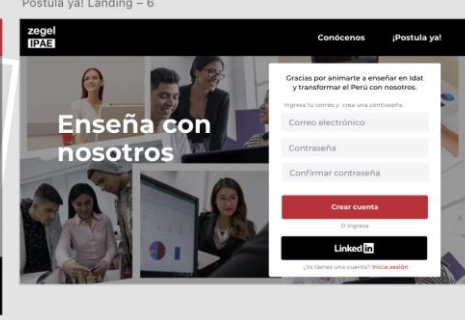 Postula ya! Landing – 6
zegel
IPAE
Conócenos
¡Postula ya!
Enseña con
nosotros
Gracias por animarte a enseñar en Idat
y transformar el Perú con nosotros.
Ingresa tu correo y crea una contraseña.
Correo electrónico
Contraseña
Confirmar contraseña
Crear cuenta
O ingresa
Linked in
¿Ya tienes una cuenta? Inicia sesión